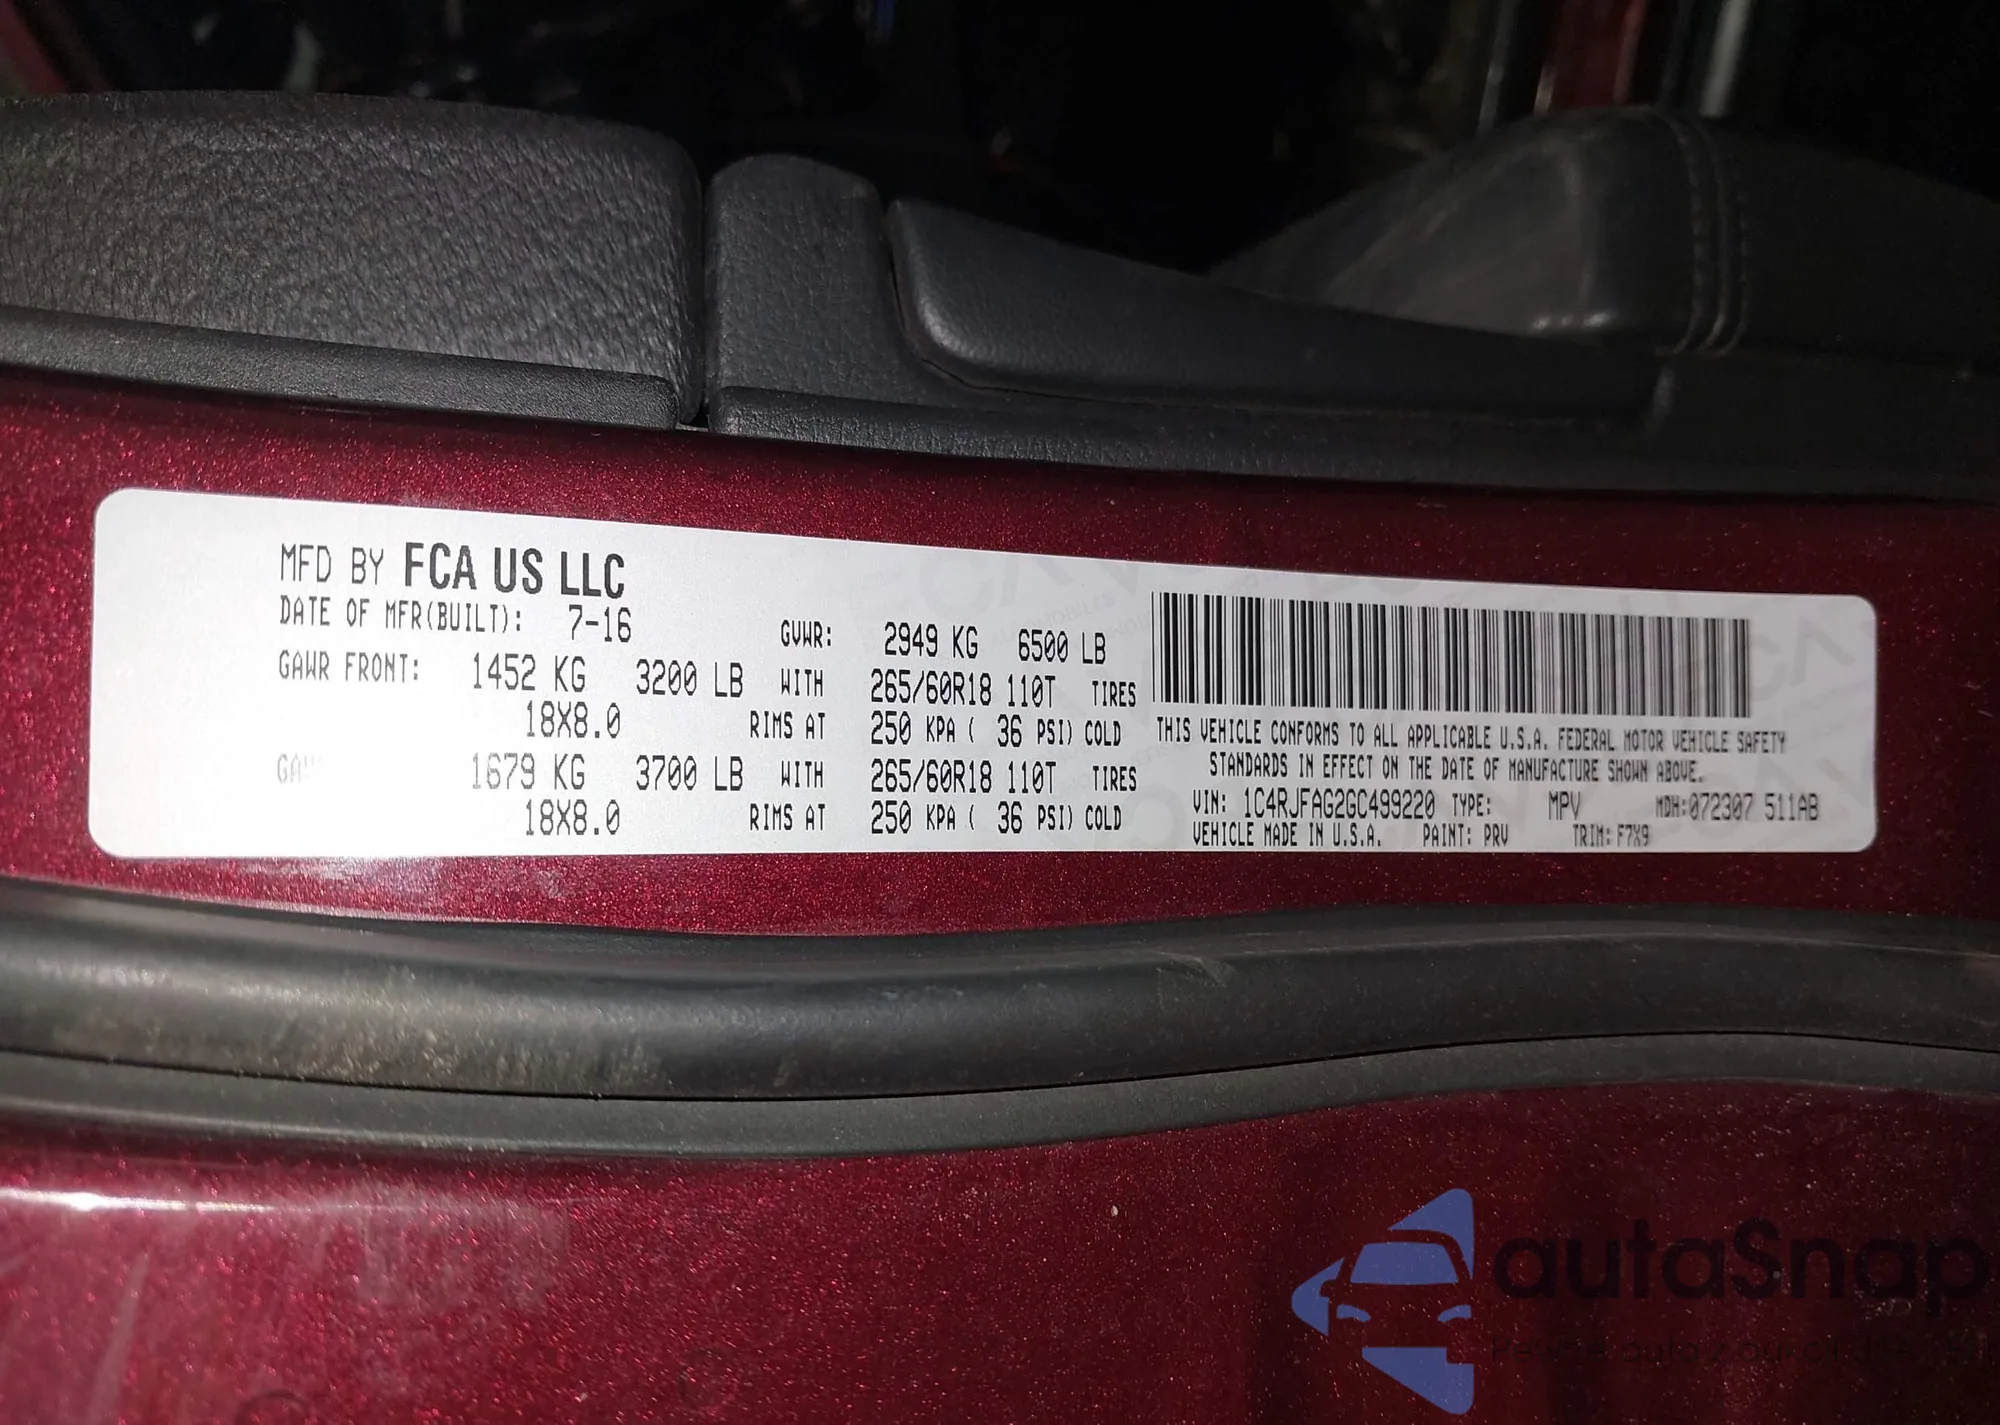 MFD BY FCA US LLC
DATE OF MFR(BUILT): 7-16 GVWR: 2949 KG 6500 LB
GAWR FRONT: 1452 KG 3200 LB WITH 265/60R18 110T TIRES
18X8.0 RIMS AT 250 KPA ( 36 PSI) COLD
1679 KG 3700 LB WITH 265/60R18 110T TIRES
18X8.0 RIMS AT 250 KPA ( 36 PSI) COLD
THIS VEHICLE CONFORMS TO ALL APPLICABLE U.S.A. FEDERAL MOTOR VEHICLE SAFETY
STANDARDS IN EFFECT ON THE DATE OF MANUFACTURE SHOWN ABOVE.
VIN: 1C4RJFAG2GC499220 TYPE: MPV MDH:072307 511AB
VEHICLE MADE IN U.S.A. PAINT: PRV TRIM: F7X9
autaSnap